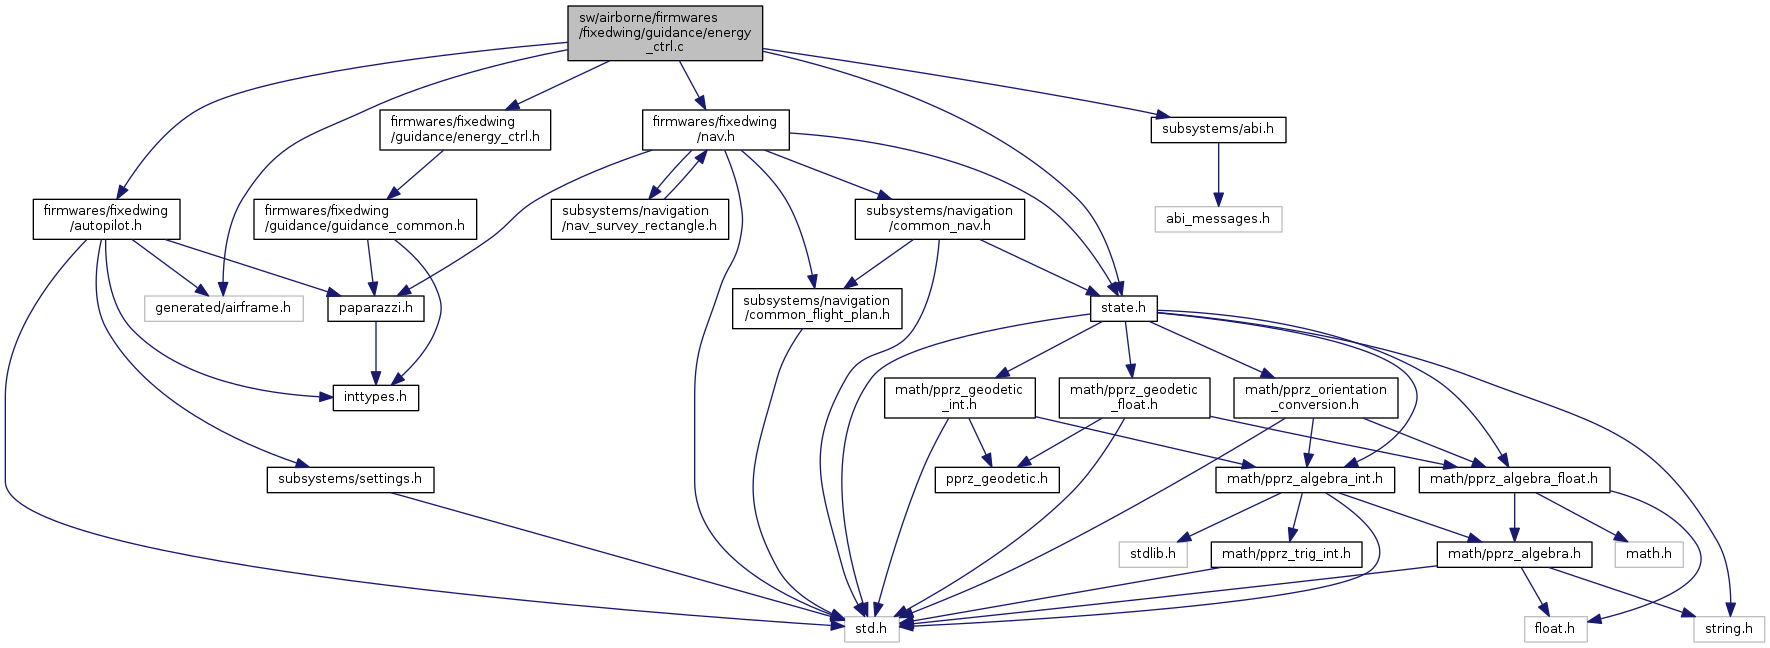 sw/airborne/firmwares
/fixedwing/guidance/energy
_ctrl.c
firmwares/fixedwing
/guidance/energy_ctrl.h
firmwares/fixedwing
/nav.h
subsystems/abi.h
firmwares/fixedwing
/autopilot.h
firmwares/fixedwing
/guidance/guidance_common.h
subsystems/navigation
/nav_survey_rectangle.h
subsystems/navigation
/common_nav.h
abi_messages.h
generated/airframe.h
paparazzi.h
subsystems/navigation
/common_flight_plan.h
state.h
inttypes.h
math/pprz_geodetic
_int.h
math/pprz_geodetic
_float.h
math/pprz_orientation
_conversion.h
subsystems/settings.h
pprz_geodetic.h
math/pprz_algebra_int.h
math/pprz_algebra_float.h
stdlib.h
math/pprz_trig_int.h
math/pprz_algebra.h
math.h
std.h
float.h
string.h